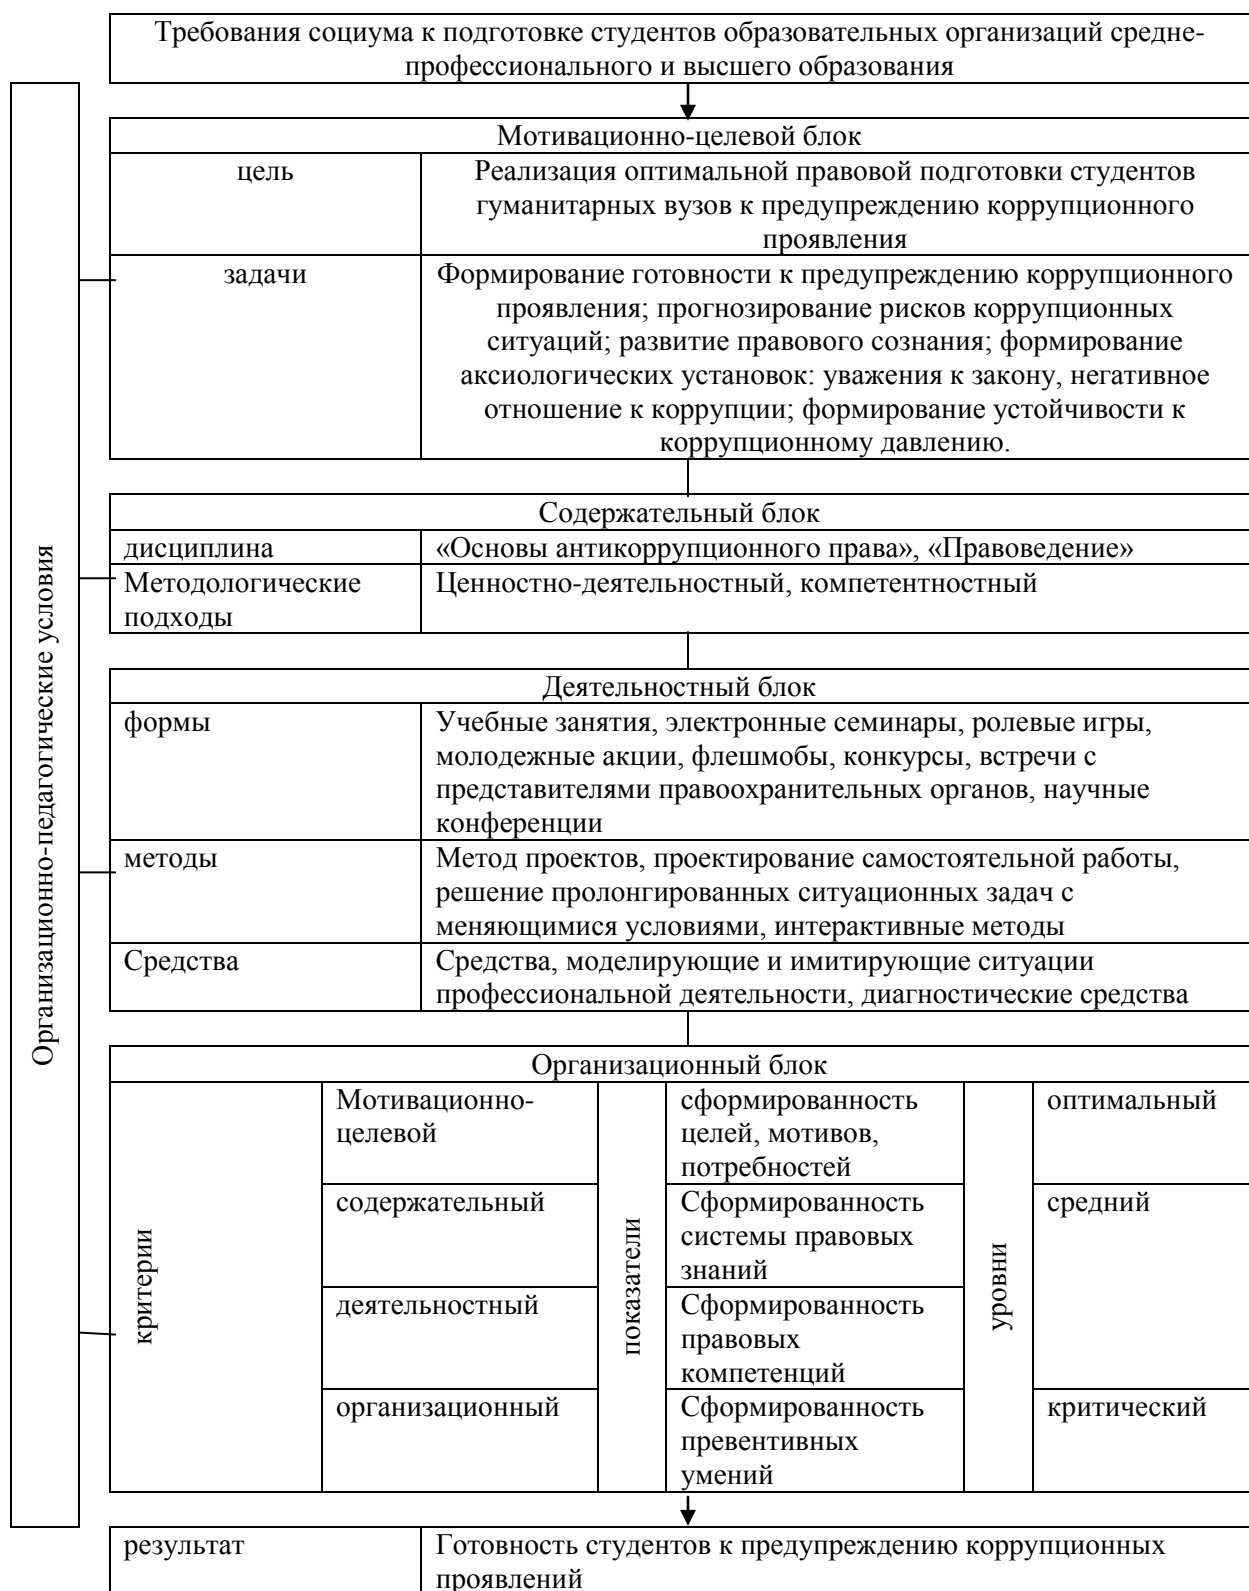 Требования социума к подготовке студентов образовательных организаций средне-
профессионального и высшего образования
Организационно-педагогические условия
Мотивационно-целевой блок
цель
Реализация оптимальной правовой подготовки студентов
гуманитарных вузов к предупреждению коррупционного
проявления
задачи
Формирование готовности к предупреждению коррупционного
проявления; прогнозирование рисков коррупционных
ситуаций; развитие правового сознания; формирование
аксиологических установок: уважения к закону, негативное
отношение к коррупции; формирование устойчивости к
коррупционному давлению.
Содержательный блок
дисциплина
«Основы антикоррупционного права», «Правоведение»
Методологические
подходы
Ценностно-деятельностный, компетентностный
Деятельностный блок
формы
Учебные занятия, электронные семинары, ролевые игры,
молодежные акции, флешмобы, конкурсы, встречи с
представителями правоохранительных органов, научные
конференции
методы
Метод проектов, проектирование самостоятельной работы,
решение пролонгированных ситуационных задач с
меняющимися условиями, интерактивные методы
Средства
Средства, моделирующие и имитирующие ситуации
профессиональной деятельности, диагностические средства
Организационный блок
критерии
Мотивационно-
целевой
содержательный
деятельностный
организационный
показатели
сформированность
целей, мотивов,
потребностей
Сформированность
системы правовых
знаний
Сформированность
правовых
компетенций
Сформированность
превентивных
умений
уровни
оптимальный
средний
критический
результат
Готовность студентов к предупреждению коррупционных
проявлений